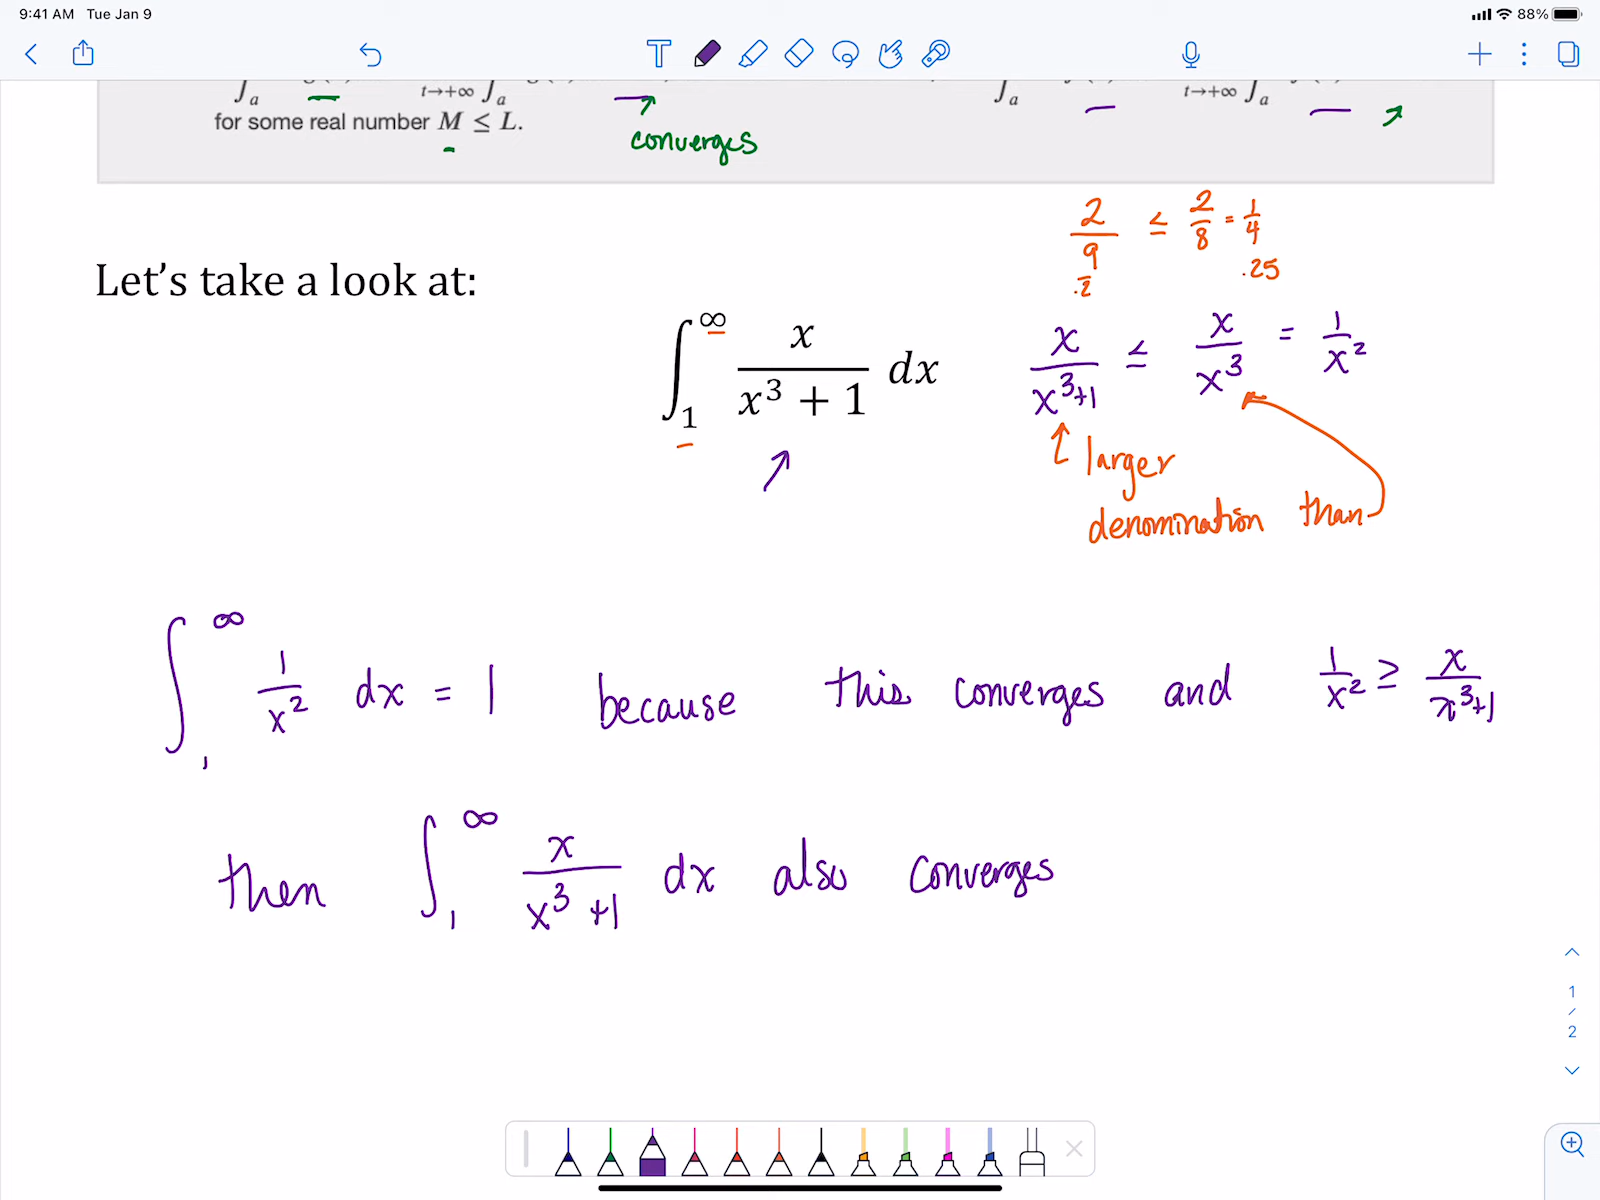 9:41 AM Tue Jan 9 88%
∫a t→+∞ ∫a ∫a t→+∞ ∫a
for some real number M ≤ L.
converges
2/9 ≤ 2/8 = 1/4
.2̄ .25
Let's take a look at:
∫₁^∞ x/(x³ + 1) dx x/(x³+1) ≤ x/x³ = 1/x²
larger
denomination than
∫₁^∞ 1/x² dx = 1 because this converges and 1/x² ≥ x/(x³+1)
then ∫₁^∞ x/(x³ +1) dx also converges
1
/
2